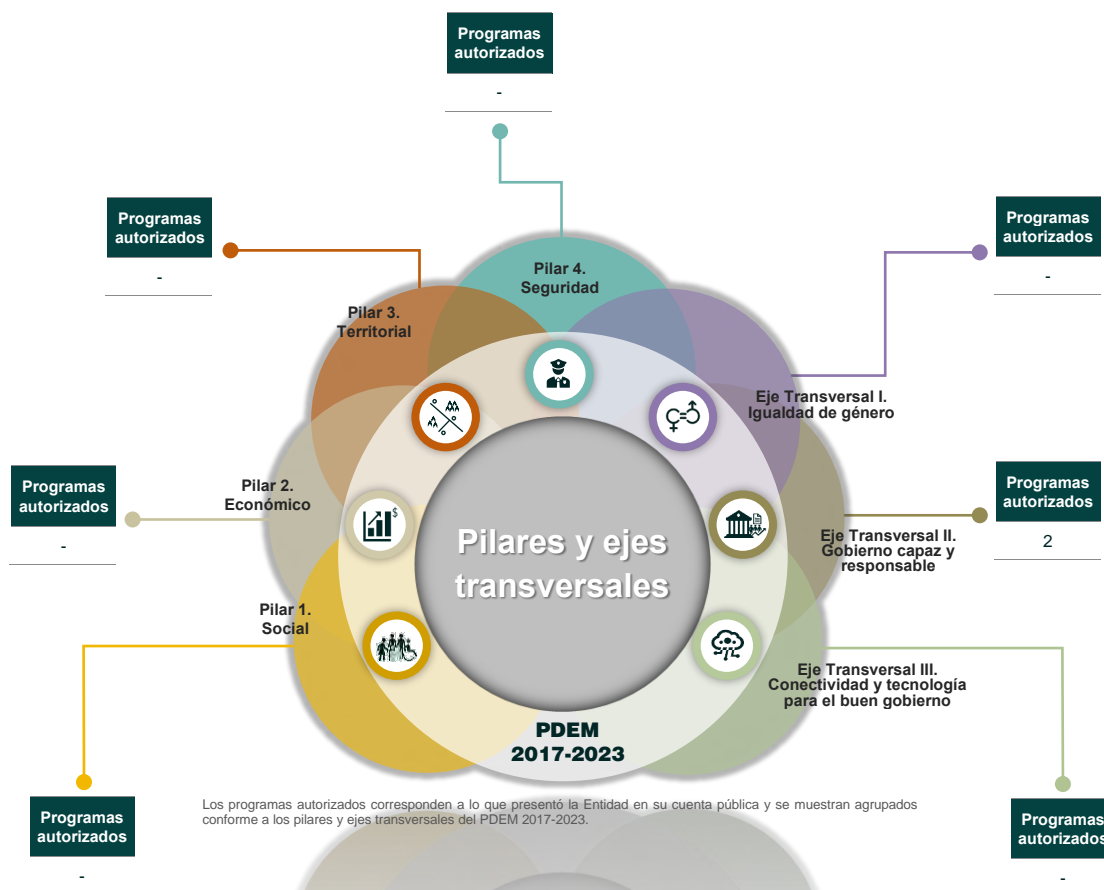 Programas
autorizados
-
Programas
autorizados
-
Programas
autorizados
-
Pilar 4.
Seguridad
Pilar 3.
Territorial
Eje Transversal I.
Igualdad de género
Programas
autorizados
-
Pilar 2.
Económico
$
Programas
autorizados
2
Eje Transversal II.
Gobierno capaz y
responsable
Pilares y ejes
transversales
Pilar 1.
Social
Eje Transversal III.
Conectividad y tecnología
para el buen gobierno
PDEM
2017-2023
Los programas autorizados corresponden a lo que presentó la Entidad en su cuenta pública y se muestran agrupados
conforme a los pilares y ejes transversales del PDEM 2017-2023.
Programas
autorizados
-
Programas
autorizados
-